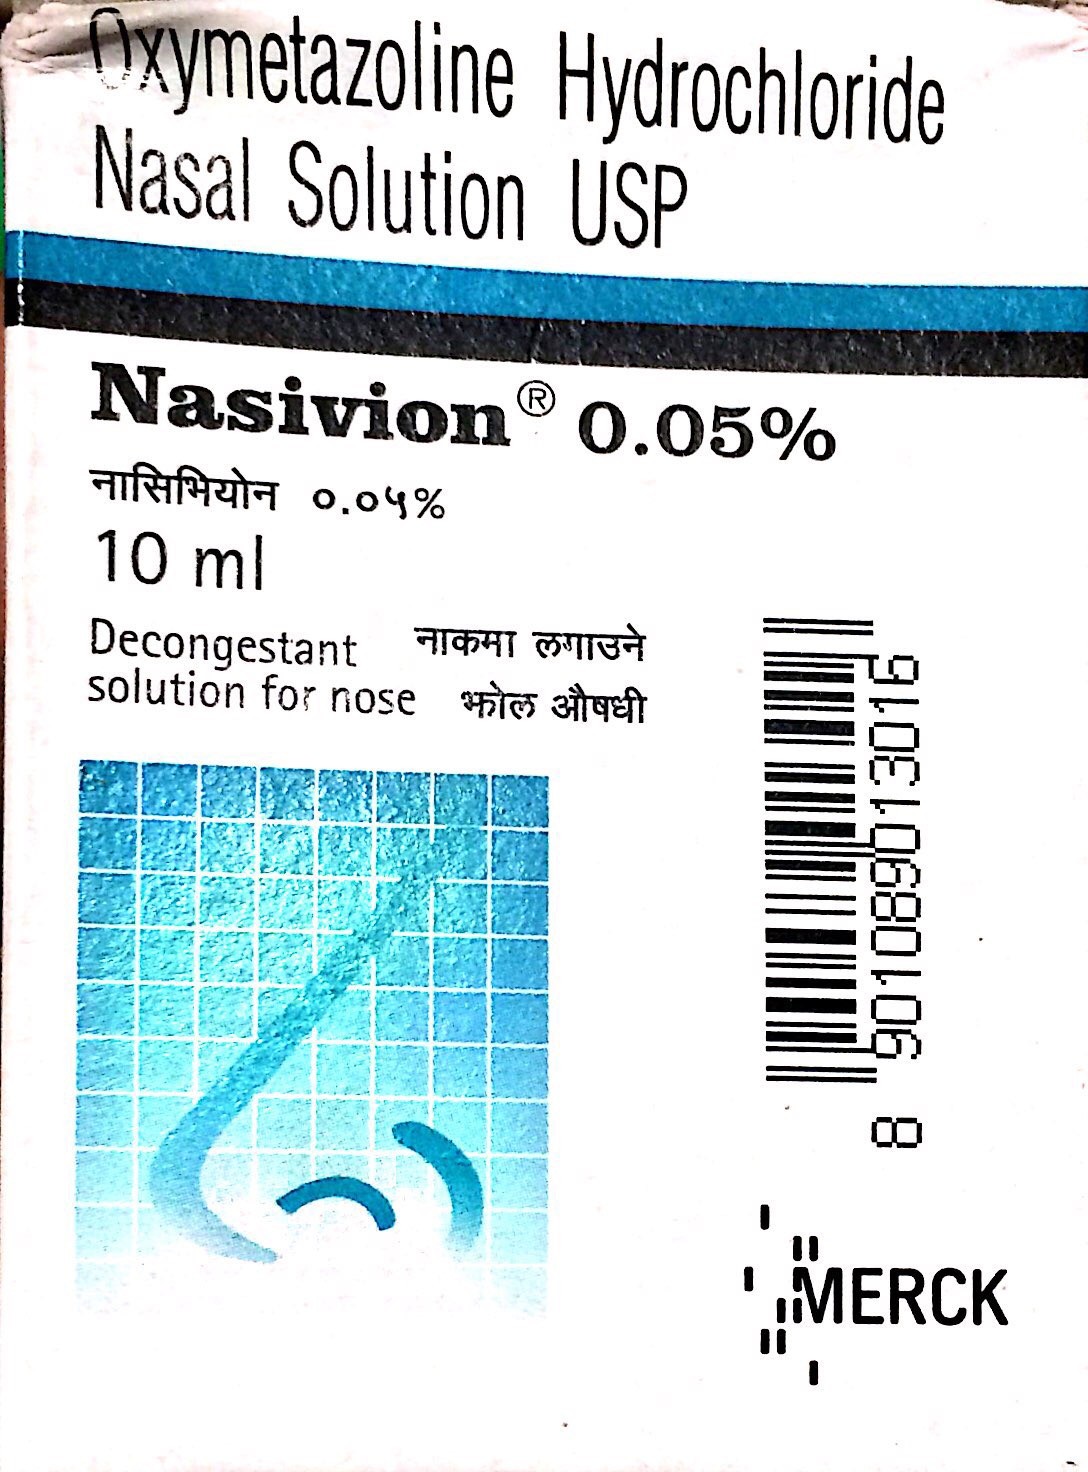 Oxymetazoline Hydrochloride
Nasal Solution USP
Nasivion® 0.05%
नासिभियोन ०.०५%
10 ml
Decongestant
solution for nose
नाकमा लगाउने
झोल औषधी
8 901089 013016
MERCK